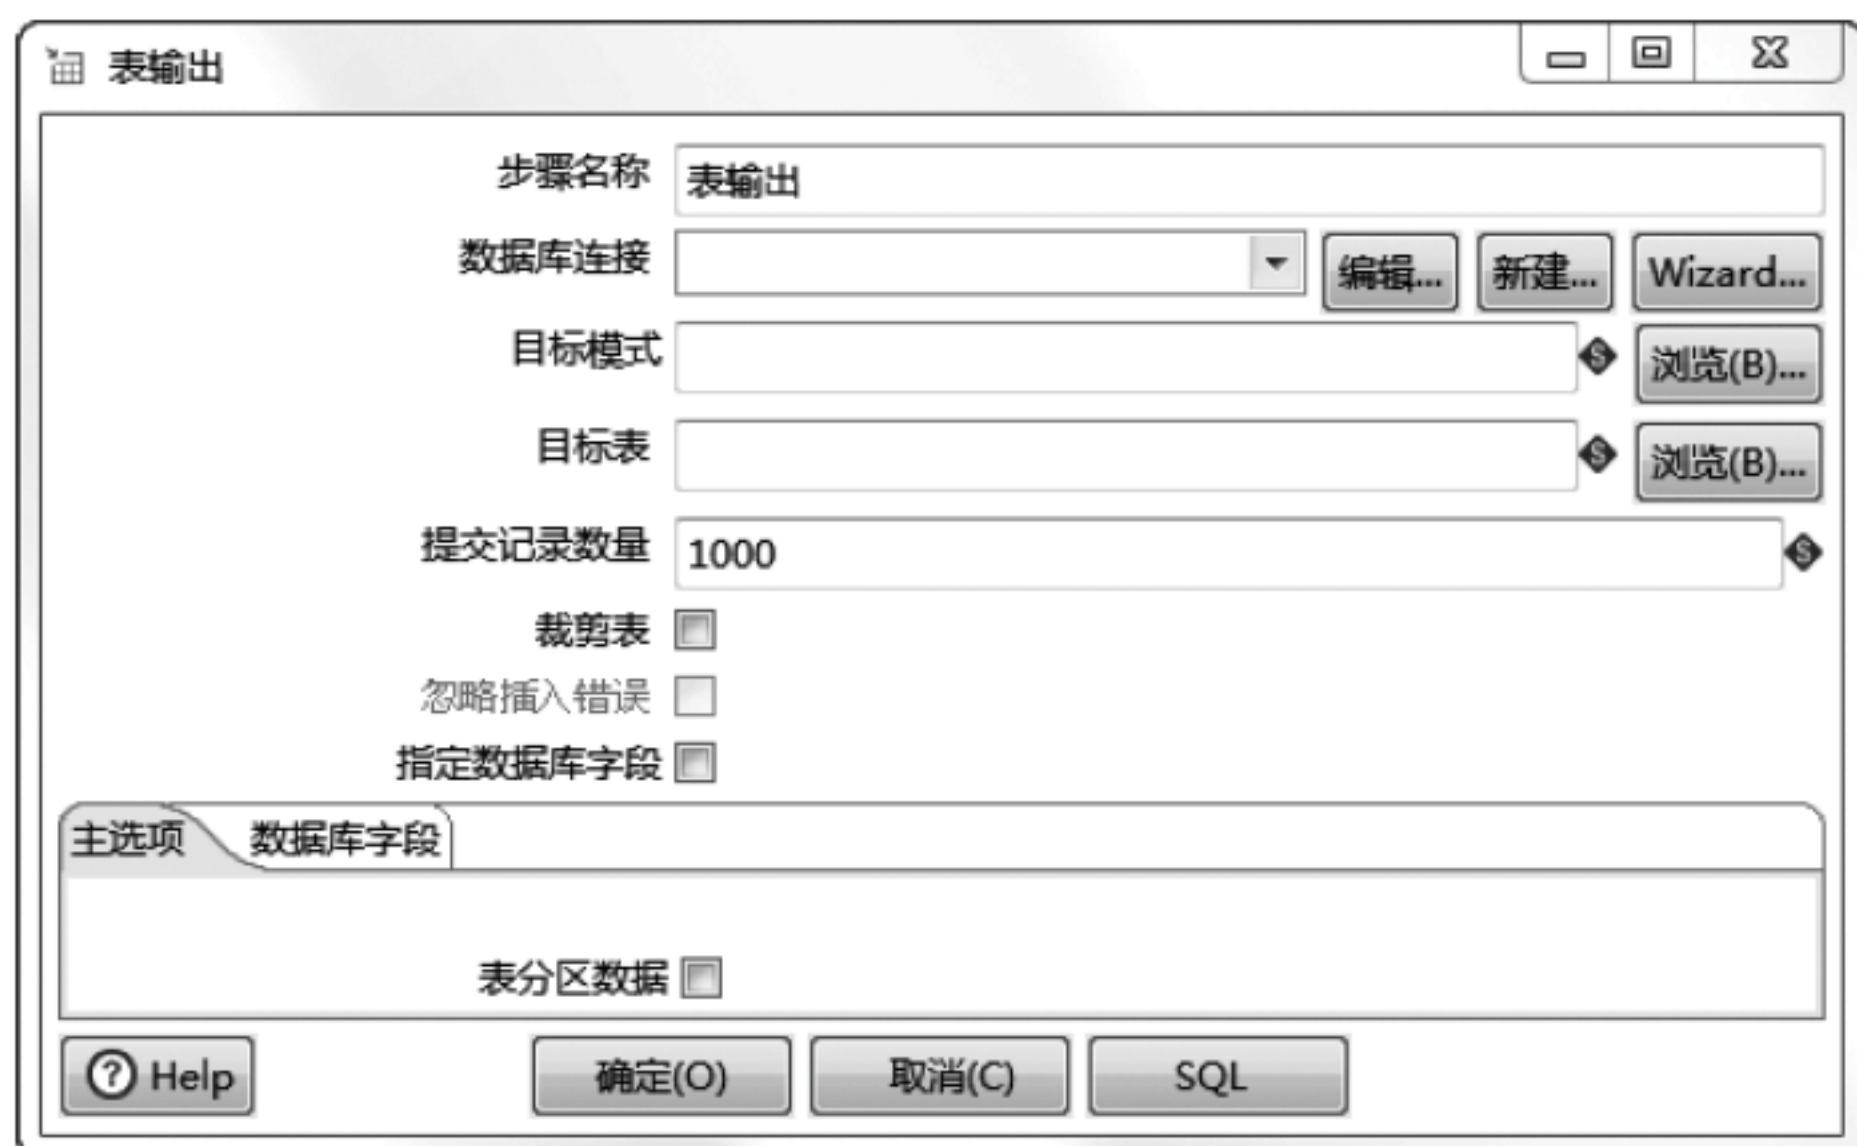 表输出
步骤名称 表输出
数据库连接 编辑... 新建... Wizard...
目标模式 浏览(B)...
目标表 浏览(B)...
提交记录数量 1000
裁剪表
忽略插入错误
指定数据库字段
主选项 数据库字段
表分区数据
Help 确定(O) 取消(C) SQL